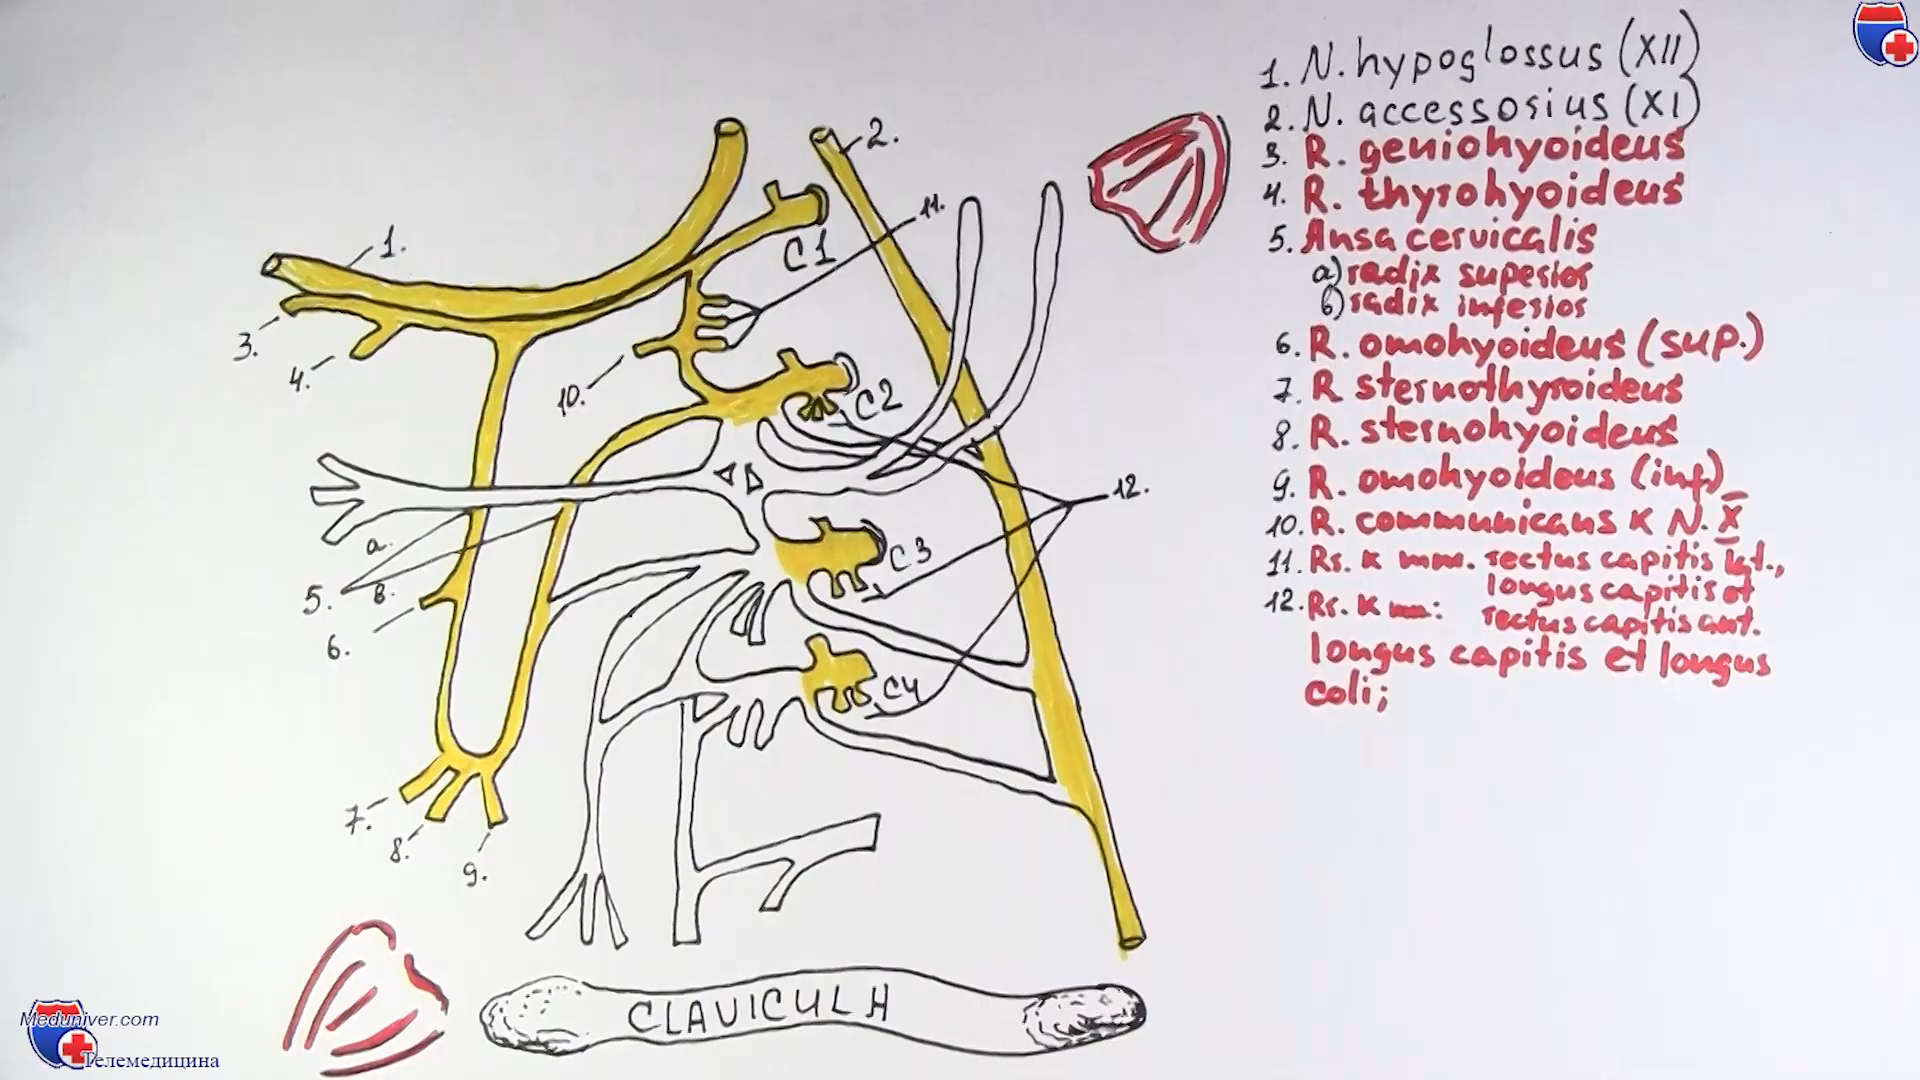 1. N. hypoglossus (XII)
2. N. accessosius (XI)
3. R. geniohyoideus
4. R. thyrohyoideus
5. Ansa cervicalis
a) radix superior
в) radix inferior
6. R. omohyoideus (sup.)
7. R sternothyroideus
8. R. sternohyoideus
9. R. omohyoideus (inf.)
10. R. communicans к N. X
11. Rs. к mm. rectus capitis lat.,
longus capitis et
rectus capitis ant.
12. Rs. к mm:
longus capitis et longus
coli;
1.
2.
3.
4.
5.
a.
в.
6.
7.
8.
9.
10.
11.
12.
C1
C2
C3
C4
CLAVICULA
Meduniver.com
Телемедицина